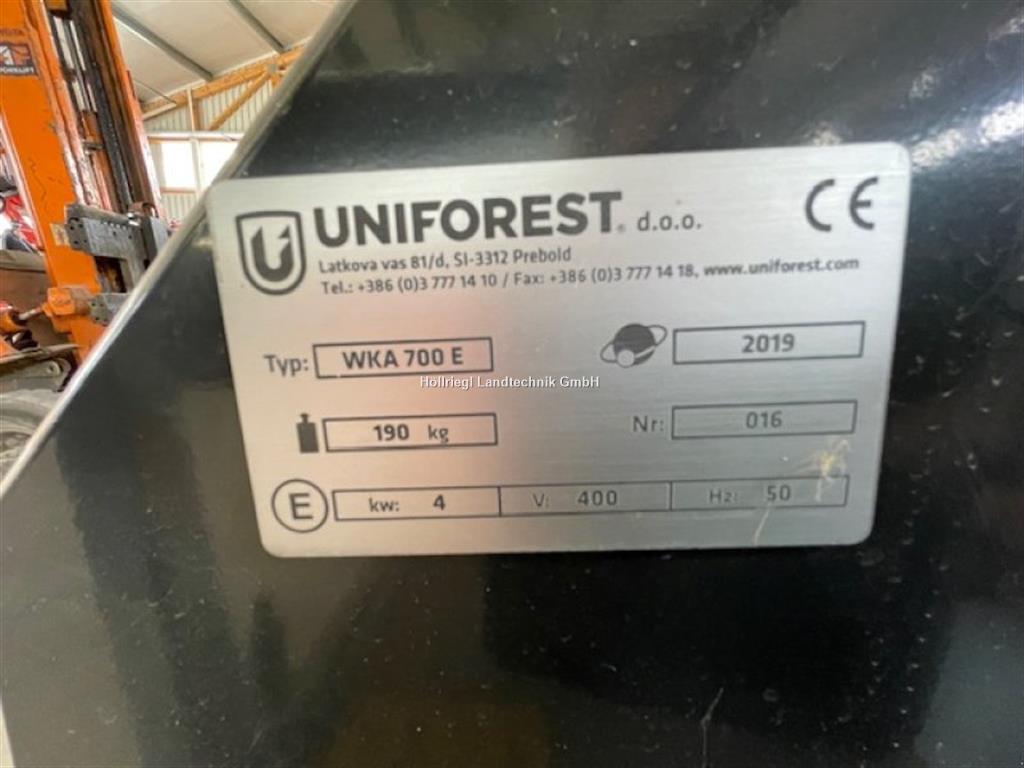 UNIFOREST® d.o.o. CE
Latkova vas 81/d, SI-3312 Prebold
Tel.: +386 (0)3 777 14 10 / Fax: +386 (0)3 777 14 18, www.uniforest.com
Typ: WKA 700 E 2019
Höllriegl Landtechnik GmbH
190 kg Nr: 016
E kw: 4 V: 400 Hz: 50